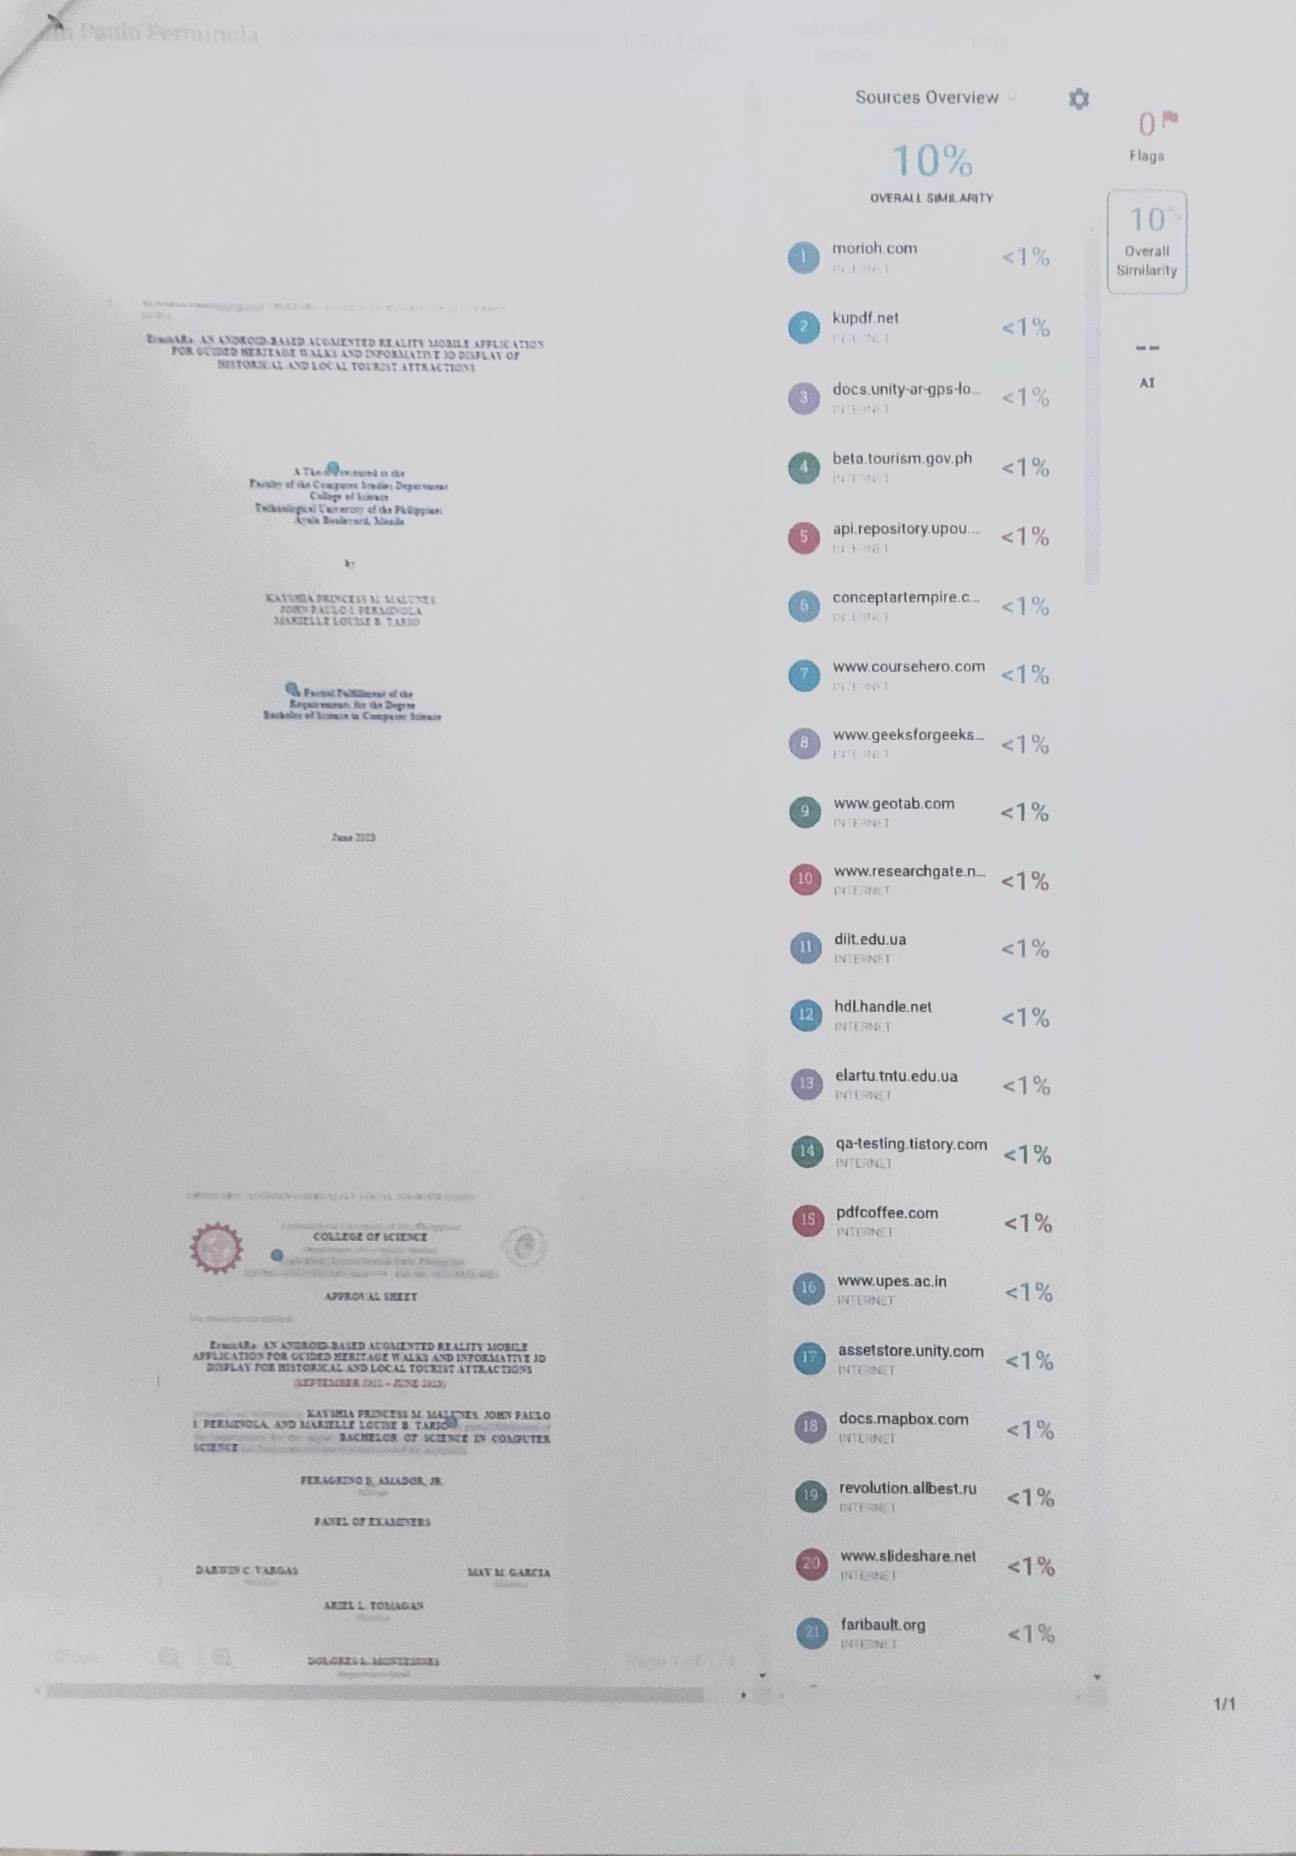 Paulo Perminola
Sources Overview
10%
OVERALL SIMILARITY
0
Flags
10%
Overall
Similarity
--
AI
1 morioh.com <1%
INTERNET
2 kupdf.net <1%
INTERNET
3 docs.unity-ar-gps-lo... <1%
INTERNET
4 beta.tourism.gov.ph <1%
INTERNET
5 api.repository.upou.... <1%
INTERNET
6 conceptartempire.c... <1%
INTERNET
7 www.coursehero.com <1%
INTERNET
8 www.geeksforgeeks... <1%
INTERNET
9 www.geotab.com <1%
INTERNET
10 www.researchgate.n... <1%
INTERNET
11 diit.edu.ua <1%
INTERNET
12 hdl.handle.net <1%
INTERNET
13 elartu.tntu.edu.ua <1%
INTERNET
14 qa-testing.tistory.com <1%
INTERNET
15 pdfcoffee.com <1%
INTERNET
16 www.upes.ac.in <1%
INTERNET
17 assetstore.unity.com <1%
INTERNET
18 docs.mapbox.com <1%
INTERNET
19 revolution.allbest.ru <1%
INTERNET
20 www.slideshare.net <1%
INTERNET
21 faribault.org <1%
INTERNET
AN ANDROID-BASED AUGMENTED REALITY MOBILE APPLICATION
FOR GUIDED HERITAGE WALKS AND INFORMATIVE 3D DISPLAY OF
HISTORICAL AND LOCAL TOURIST ATTRACTIONS
A Thesis Presented to the
Faculty of the Computer Studies Department
College of Science
Technological University of the Philippines
Ayala Boulevard, Manila
by
KAYSHIA PRINCESS M. MALUNES
JOHN PAULO I. PERMINOLA
MARIELLE LOUISE B. TARIO
Partial Fulfillment of the
Requirements for the Degree
Bachelor of Science in Computer Science
June 2023
COLLEGE OF SCIENCE
APPROVAL SHEET
AN ANDROID-BASED AUGMENTED REALITY MOBILE
APPLICATION FOR GUIDED HERITAGE WALKS AND INFORMATIVE 3D
DISPLAY FOR HISTORICAL AND LOCAL TOURIST ATTRACTIONS
(SEPTEMBER 2022 – JUNE 2023)
KAYSHIA PRINCESS M. MALUNES, JOHN PAULO
I. PERMINOLA, AND MARIELLE LOUISE B. TARIO
BACHELOR OF SCIENCE IN COMPUTER
SCIENCE
PERAGRINO B. AMADOR, JR.
PANEL OF EXAMINERS
DARWIN C. VARGAS
MAY M. GARCIA
ARIEL L. TOMAGAN
DOLORES L. MONTESINES
1/1